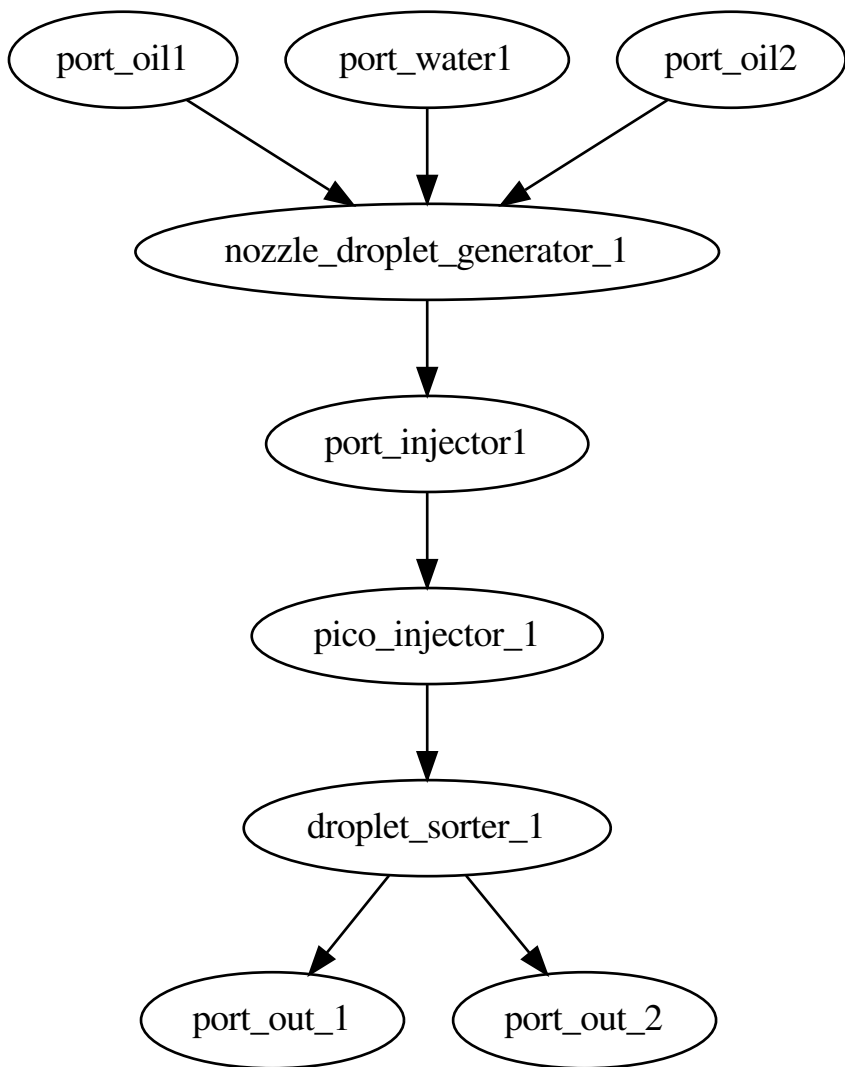 port_oil1
port_water1
port_oil2
nozzle_droplet_generator_1
port_injector1
pico_injector_1
droplet_sorter_1
port_out_1
port_out_2